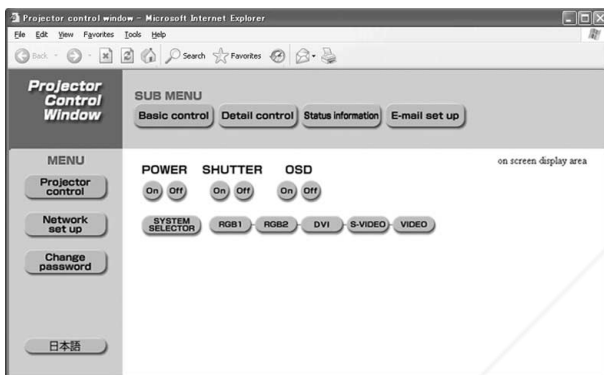 Projector control window - Microsoft Internet Explorer
File Edit View Favorites Tools Help
Back Search Favorites
Projector
Control
Window
SUB MENU
Basic control Detail control Status information E-mail set up
MENU
Projector
control
Network
set up
Change
password
日本語
POWER SHUTTER OSD
On Off On Off On Off
SYSTEM
SELECTOR
RGB1 RGB2 DVI S-VIDEO VIDEO
on screen display area